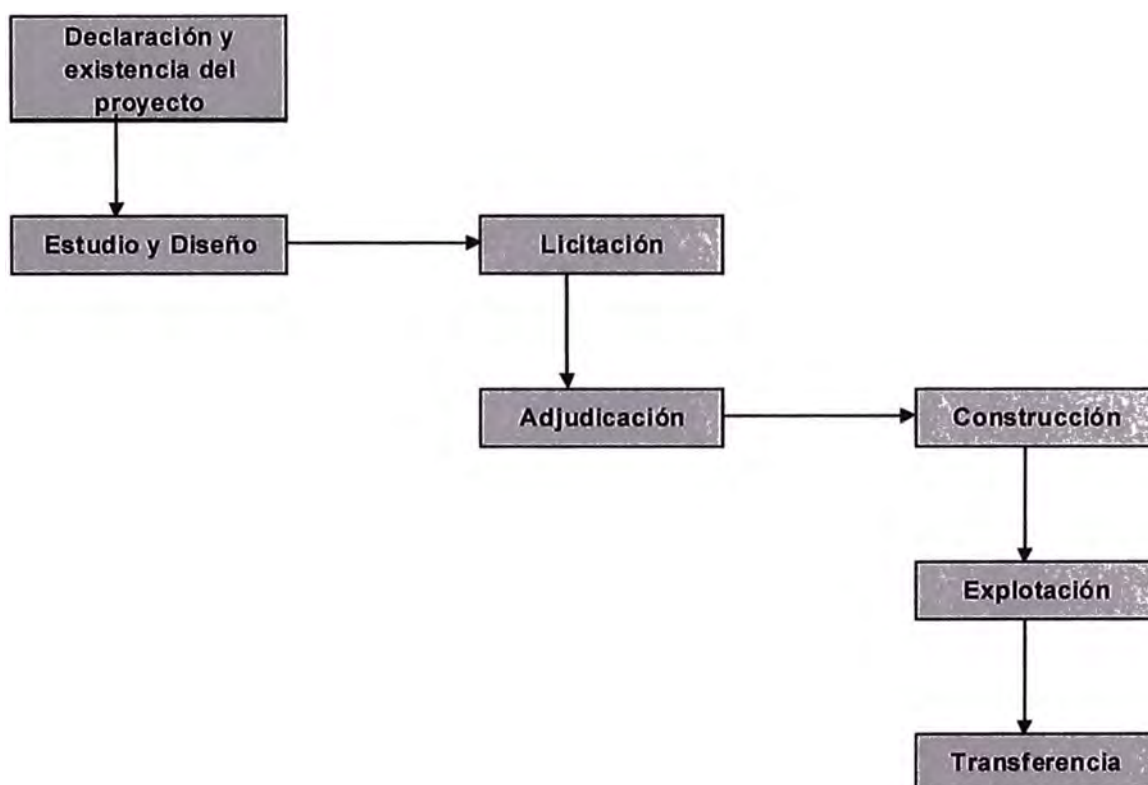 Declaración y
existencia del
proyecto
Estudio y Diseño
Licitación
Adjudicación
Construcción
Explotación
Transferencia